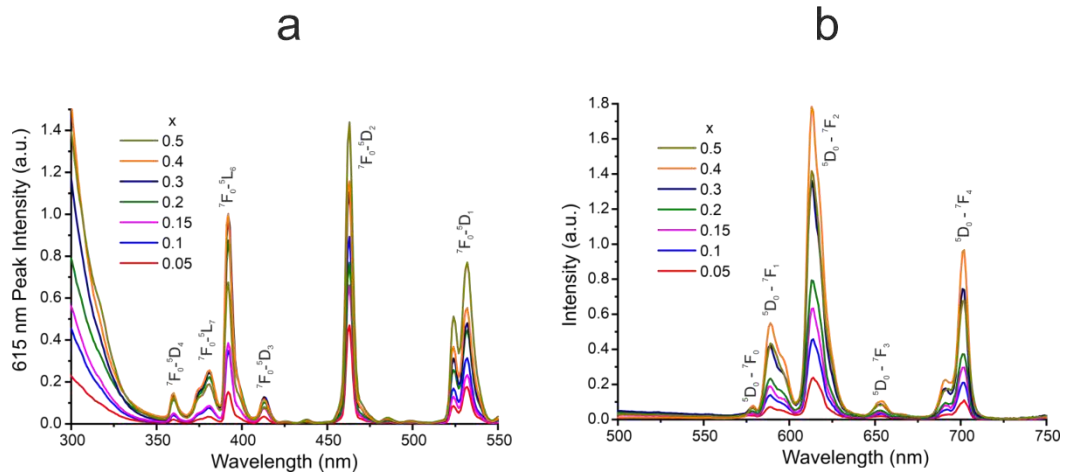 a
615 nm Peak Intensity (a.u.)
1.4
1.2
1.0
0.8
0.6
0.4
0.2
0.0
x
0.5
0.4
0.3
0.2
0.15
0.1
0.05
⁷F₀-⁵D₄
⁷F₀-⁵L₇
⁷F₀-⁵L₆
⁷F₀-⁵D₃
⁷F₀-⁵D₂
⁷F₀-⁵D₁
300
350
400
450
500
550
Wavelength (nm)
b
Intensity (a.u.)
1.8
1.6
1.4
1.2
1.0
0.8
0.6
0.4
0.2
0.0
x
0.5
0.4
0.3
0.2
0.15
0.1
0.05
⁵D₀ - ⁷F₀
⁵D₀ - ⁷F₁
⁵D₀ - ⁷F₂
⁵D₀ - ⁷F₃
⁵D₀ - ⁷F₄
500
550
600
650
700
750
Wavelength (nm)